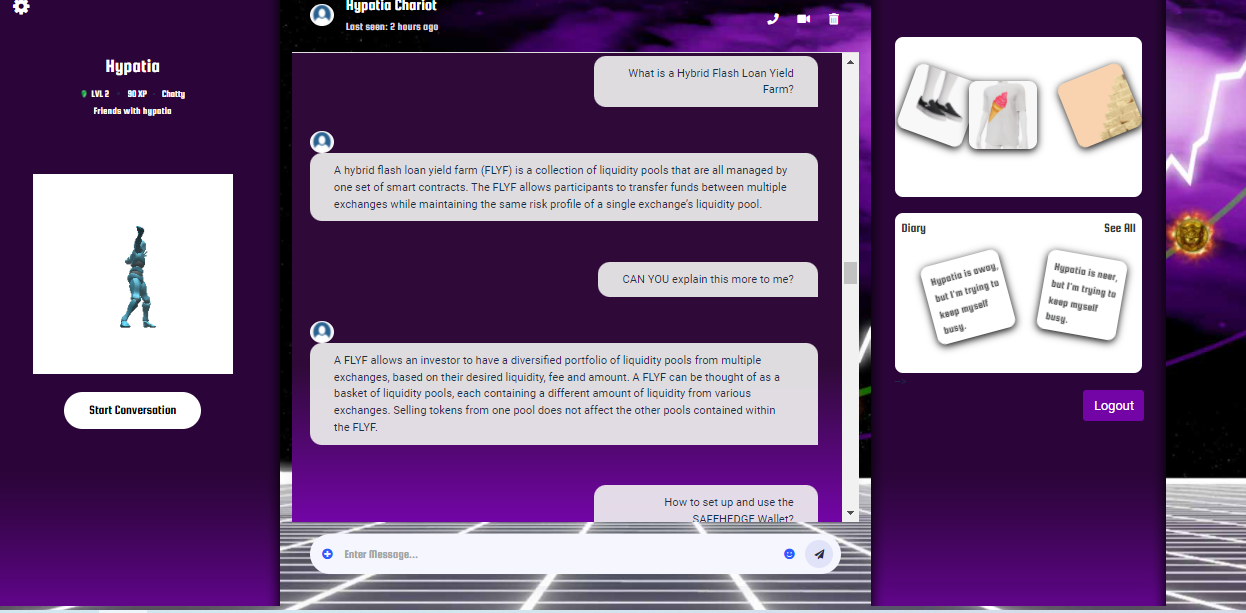 Hypatia
LVL 2 · 90 XP · Chatty
Friends with hypatia
Start Conversation
Hypatia Chariot
Last seen: 2 hours ago
What is a Hybrid Flash Loan Yield
Farm?
A hybrid flash loan yield farm (FLYF) is a collection of liquidity pools that are all managed by
one set of smart contracts. The FLYF allows participants to transfer funds between multiple
exchanges while maintaining the same risk profile of a single exchange's liquidity pool.
CAN YOU explain this more to me?
A FLYF allows an investor to have a diversified portfolio of liquidity pools from multiple
exchanges, based on their desired liquidity, fee and amount. A FLYF can be thought of as a
basket of liquidity pools, each containing a different amount of liquidity from various
exchanges. Selling tokens from one pool does not affect the other pools contained within
the FLYF.
How to set up and use the
SAFEHEDGE Wallet?
Enter Message...
Diary
See All
Hypatia is away,
but I'm trying to
keep myself
busy.
Hypatia is neer,
but I'm trying to
keep myself
busy.
-->
Logout